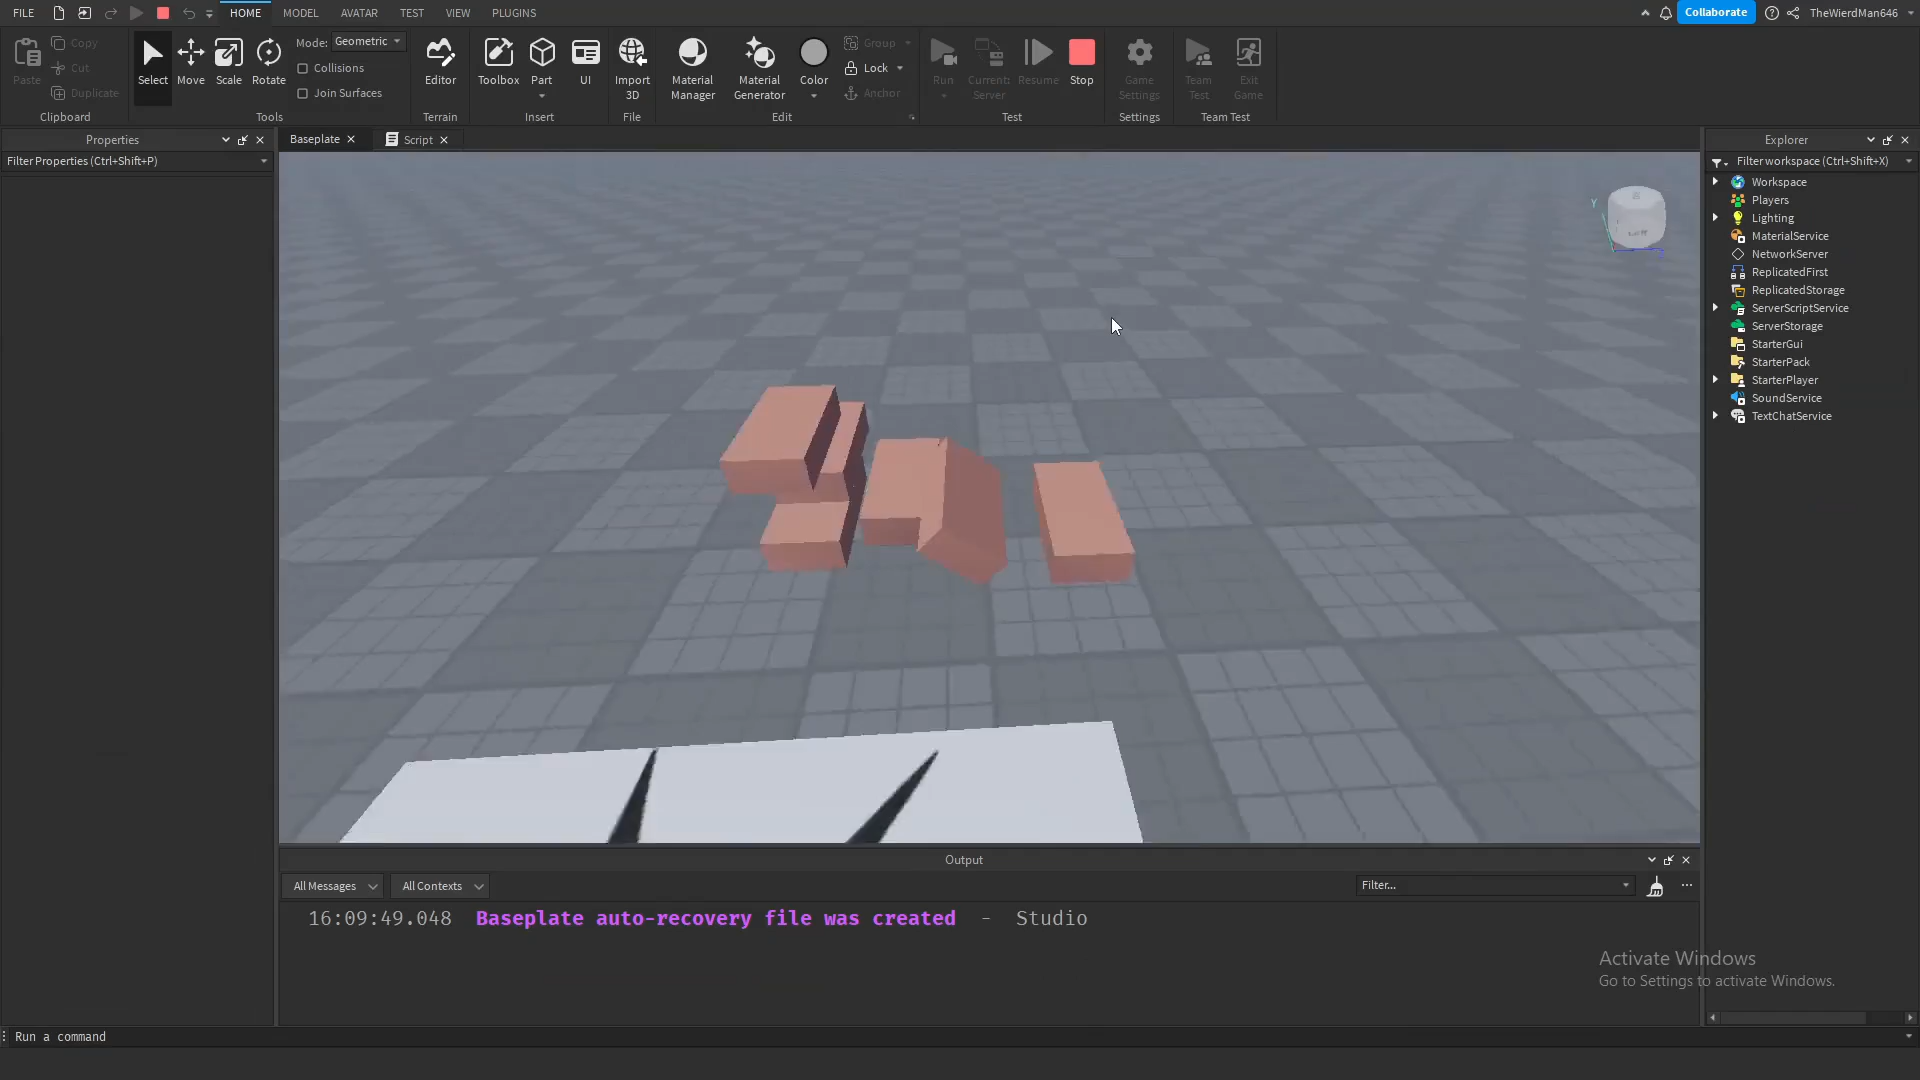 FILE HOME MODEL AVATAR TEST VIEW PLUGINS Collaborate TheWierdMan646
Paste Copy Cut Duplicate
Clipboard
Select Move Scale Rotate
Mode: Geometric
Collisions
Join Surfaces
Tools
Editor
Terrain
Toolbox Part UI
Insert
Import 3D
File
Material Manager Material Generator Color
Group
Lock
Anchor
Edit
Run Current: Server Resume Stop
Test
Game Settings
Settings
Team Test Exit Game
Team Test
Properties
Filter Properties (Ctrl+Shift+P)
Baseplate Script
Y
Explorer
Filter workspace (Ctrl+Shift+X)
Workspace
Players
Lighting
MaterialService
NetworkServer
ReplicatedFirst
ReplicatedStorage
ServerScriptService
ServerStorage
StarterGui
StarterPack
StarterPlayer
SoundService
TextChatService
Output
All Messages All Contexts Filter...
16:09:49.048 Baseplate auto-recovery file was created - Studio
Activate Windows
Go to Settings to activate Windows.
Run a command